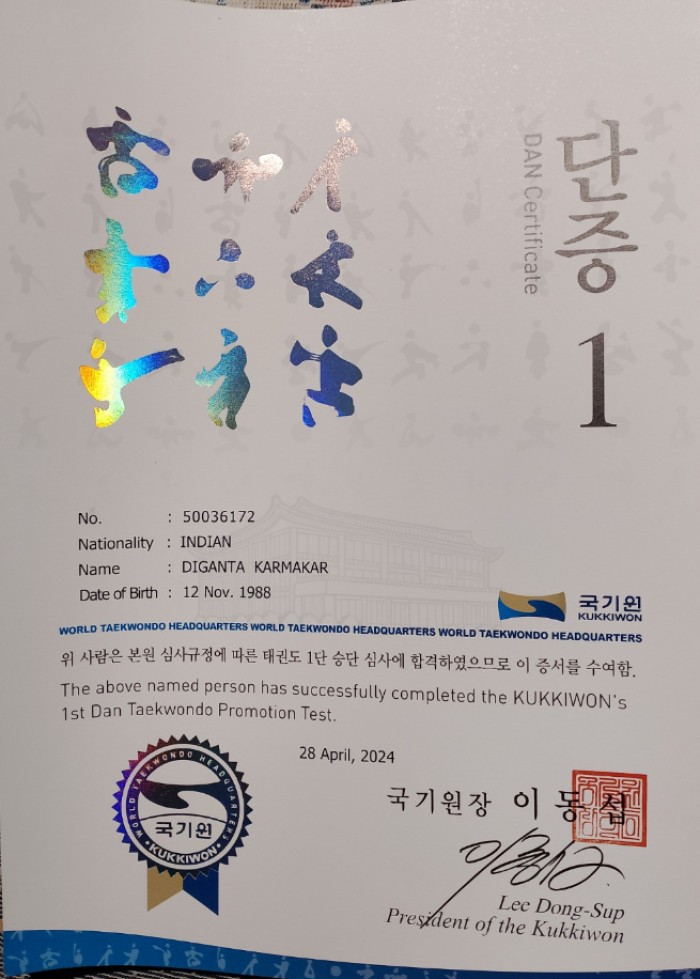 단증
DAN Certificate
1
No. : 50036172
Nationality : INDIAN
Name : DIGANTA KARMAKAR
Date of Birth : 12 Nov. 1988
국기원
KUKKIWON
WORLD TAEKWONDO HEADQUARTERS WORLD TAEKWONDO HEADQUARTERS WORLD TAEKWONDO HEADQUARTERS
위 사람은 본원 심사규정에 따른 태권도 1단 승단 심사에 합격하였으므로 이 증서를 수여함.
The above named person has successfully completed the KUKKIWON's
1st Dan Taekwondo Promotion Test.
28 April, 2024
WORLD TAEKWONDO HEADQUARTERS
국기원
KUKKIWON
국기원장 이동섭
Lee Dong-Sup
President of the Kukkiwon